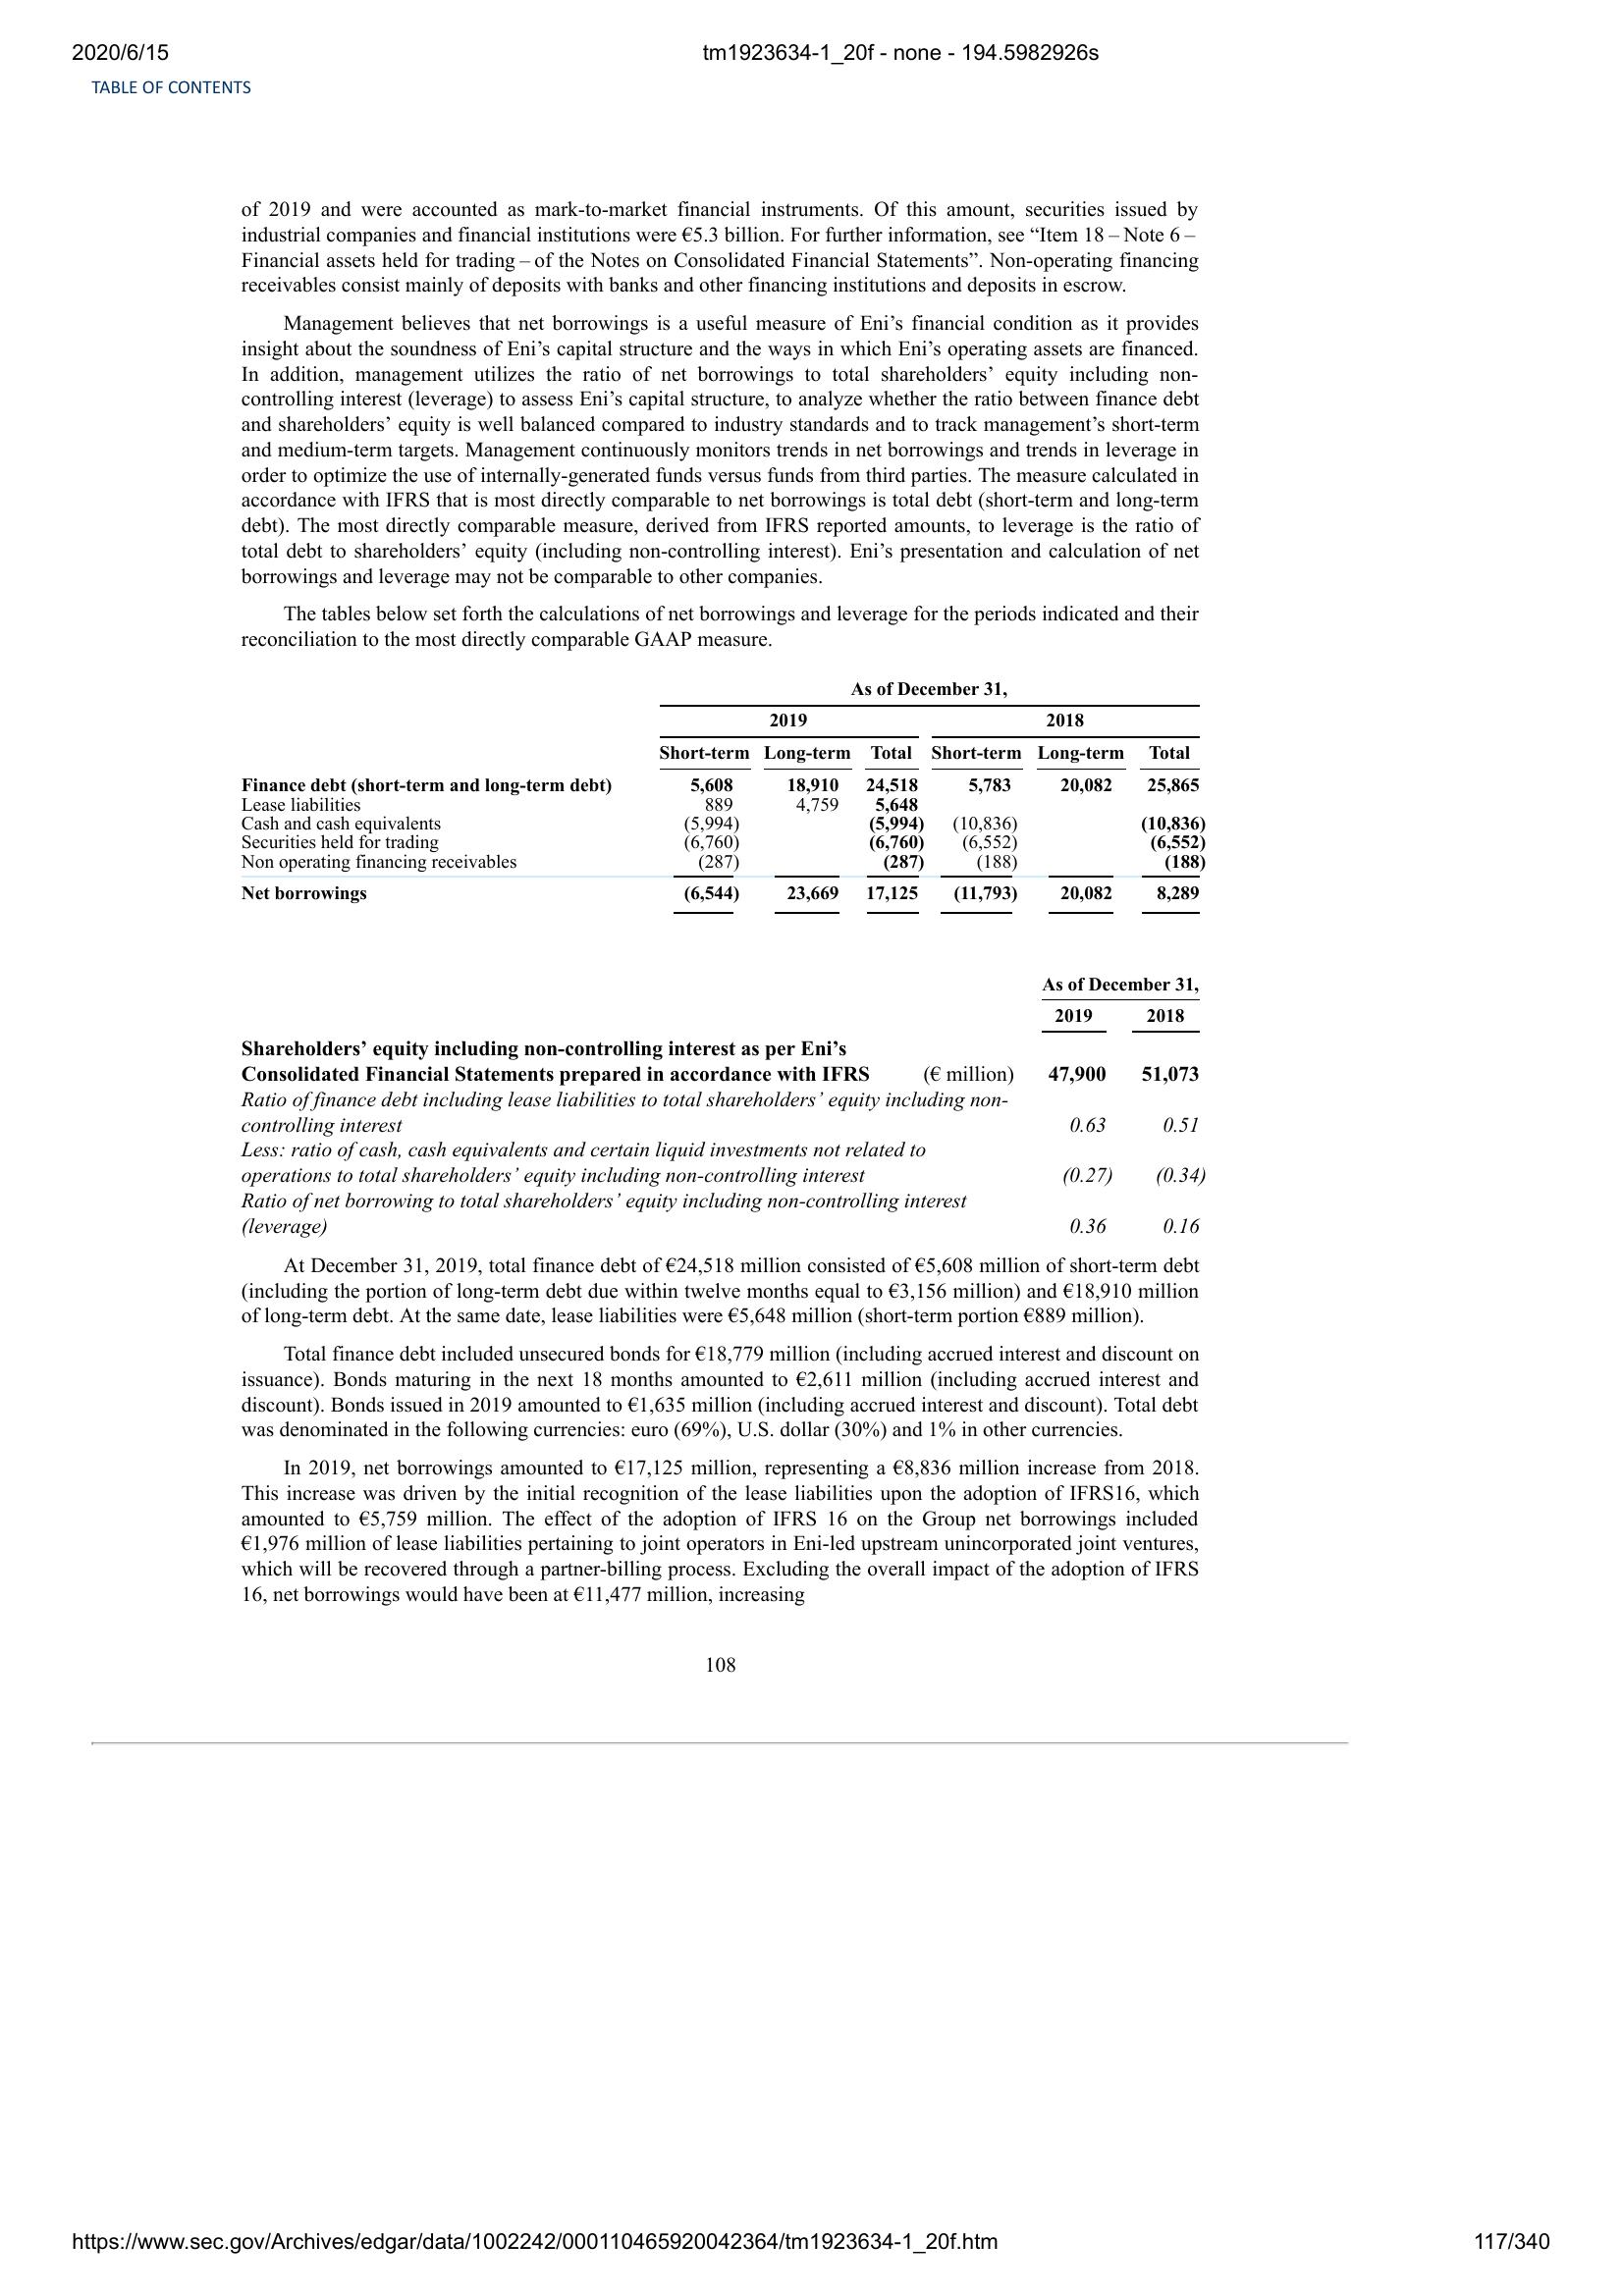 2020/6/15 tm1923634-1_20f - none - 194.5982926s
TABLE OF CONTENTS
of 2019 and were accounted as mark-to-market financial instruments. Of this amount, securities issued by
industrial companies and financial institutions were €5.3 billion. For further information, see “Item 18 – Note 6 –
Financial assets held for trading – of the Notes on Consolidated Financial Statements”. Non-operating financing
receivables consist mainly of deposits with banks and other financing institutions and deposits in escrow.
Management believes that net borrowings is a useful measure of Eni’s financial condition as it provides
insight about the soundness of Eni’s capital structure and the ways in which Eni’s operating assets are financed.
In addition, management utilizes the ratio of net borrowings to total shareholders’ equity including non-
controlling interest (leverage) to assess Eni’s capital structure, to analyze whether the ratio between finance debt
and shareholders’ equity is well balanced compared to industry standards and to track management’s short-term
and medium-term targets. Management continuously monitors trends in net borrowings and trends in leverage in
order to optimize the use of internally-generated funds versus funds from third parties. The measure calculated in
accordance with IFRS that is most directly comparable to net borrowings is total debt (short-term and long-term
debt). The most directly comparable measure, derived from IFRS reported amounts, to leverage is the ratio of
total debt to shareholders’ equity (including non-controlling interest). Eni’s presentation and calculation of net
borrowings and leverage may not be comparable to other companies.
The tables below set forth the calculations of net borrowings and leverage for the periods indicated and their
reconciliation to the most directly comparable GAAP measure.
As of December 31,
2019 2018
Short-term Long-term Total Short-term Long-term Total
Finance debt (short-term and long-term debt) 5,608 18,910 24,518 5,783 20,082 25,865
Lease liabilities 889 4,759 5,648
Cash and cash equivalents (5,994) (5,994) (10,836) (10,836)
Securities held for trading (6,760) (6,760) (6,552) (6,552)
Non operating financing receivables (287) (287) (188) (188)
Net borrowings (6,544) 23,669 17,125 (11,793) 20,082 8,289
As of December 31,
2019 2018
Shareholders’ equity including non-controlling interest as per Eni’s
Consolidated Financial Statements prepared in accordance with IFRS (€ million) 47,900 51,073
Ratio of finance debt including lease liabilities to total shareholders’ equity including non-
controlling interest 0.63 0.51
Less: ratio of cash, cash equivalents and certain liquid investments not related to
operations to total shareholders’ equity including non-controlling interest (0.27) (0.34)
Ratio of net borrowing to total shareholders’ equity including non-controlling interest
(leverage) 0.36 0.16
At December 31, 2019, total finance debt of €24,518 million consisted of €5,608 million of short-term debt
(including the portion of long-term debt due within twelve months equal to €3,156 million) and €18,910 million
of long-term debt. At the same date, lease liabilities were €5,648 million (short-term portion €889 million).
Total finance debt included unsecured bonds for €18,779 million (including accrued interest and discount on
issuance). Bonds maturing in the next 18 months amounted to €2,611 million (including accrued interest and
discount). Bonds issued in 2019 amounted to €1,635 million (including accrued interest and discount). Total debt
was denominated in the following currencies: euro (69%), U.S. dollar (30%) and 1% in other currencies.
In 2019, net borrowings amounted to €17,125 million, representing a €8,836 million increase from 2018.
This increase was driven by the initial recognition of the lease liabilities upon the adoption of IFRS16, which
amounted to €5,759 million. The effect of the adoption of IFRS 16 on the Group net borrowings included
€1,976 million of lease liabilities pertaining to joint operators in Eni-led upstream unincorporated joint ventures,
which will be recovered through a partner-billing process. Excluding the overall impact of the adoption of IFRS
16, net borrowings would have been at €11,477 million, increasing
108
https://www.sec.gov/Archives/edgar/data/1002242/000110465920042364/tm1923634-1_20f.htm 117/340